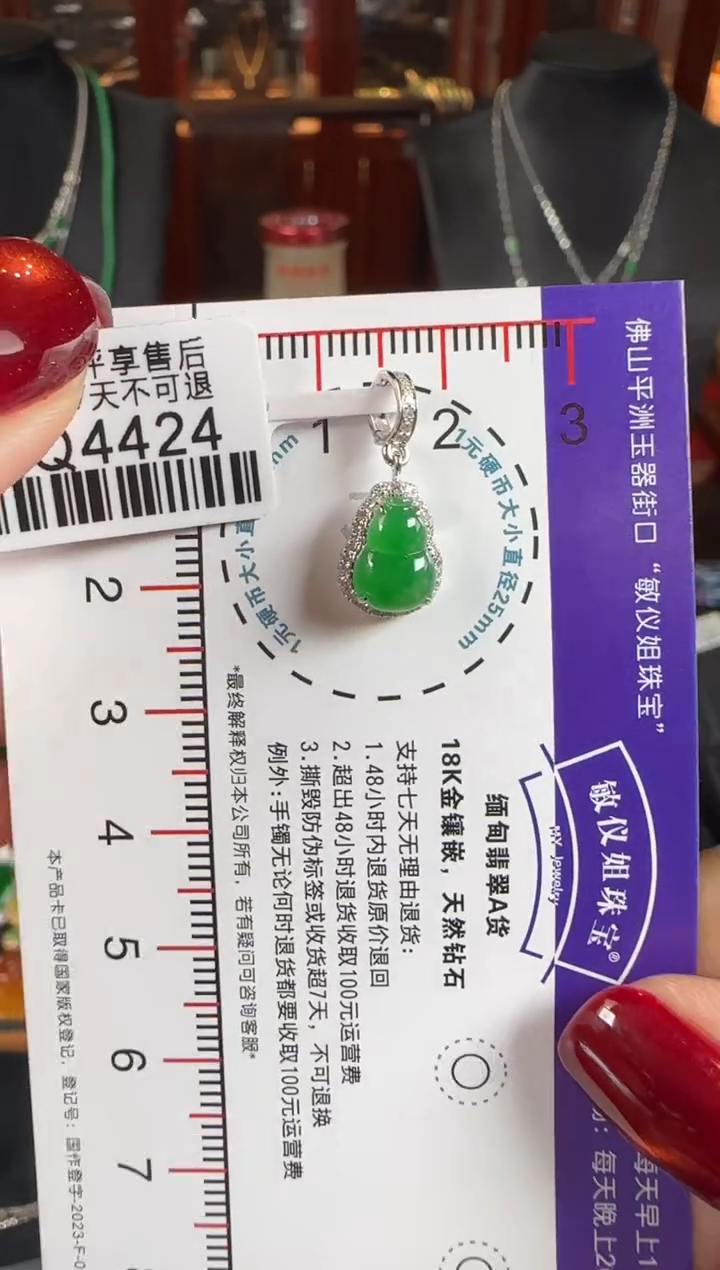 享售后
天不可退
Q4424
1
2
3
1元硬币大小直径25mm
1元硬币大小直
mm
2
3
4
5
6
7
佛山平洲玉器街口 “敏仪姐珠宝”
敏仪姐珠宝®
MY Jewelry
缅甸翡翠A货
18K金镶嵌，天然钻石
支持七天无理由退货：
1.48小时内退货原价退回
2.超出48小时退货收取100元运营费
3.撕毁防伪标签或收货超7天，不可退换
例外：手镯无论何时退货都要收取100元运营费
*最终解释权归本公司所有，若有疑问可咨询客服*
本产品卡已取得国家版权登记，登记号：国作登字-2023-F-0
每天早上1
：每天晚上2